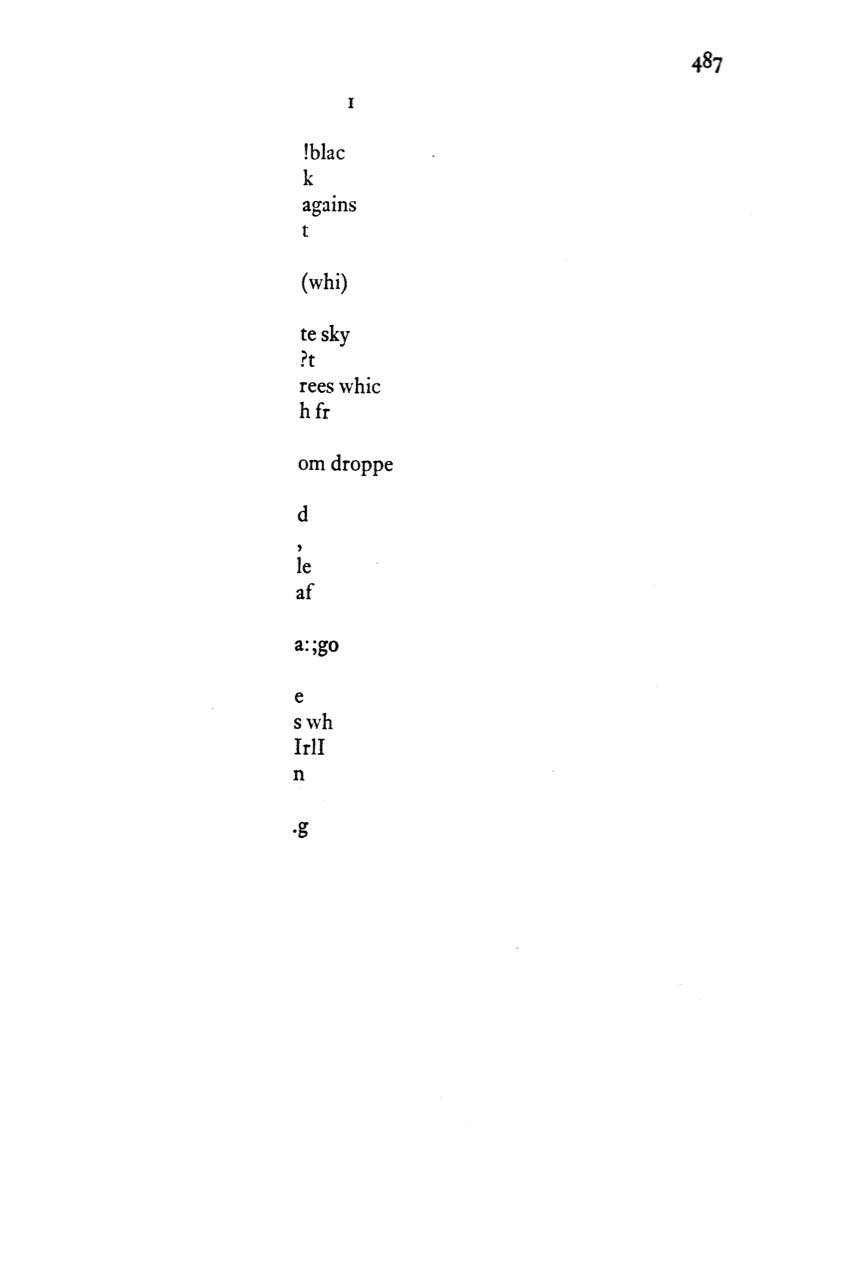 487
I
!blac
k
agains
t
(whi)
te sky
?t
rees whic
h fr
om droppe
d
,
le
af
a:;go
e
s wh
IrlI
n
.g